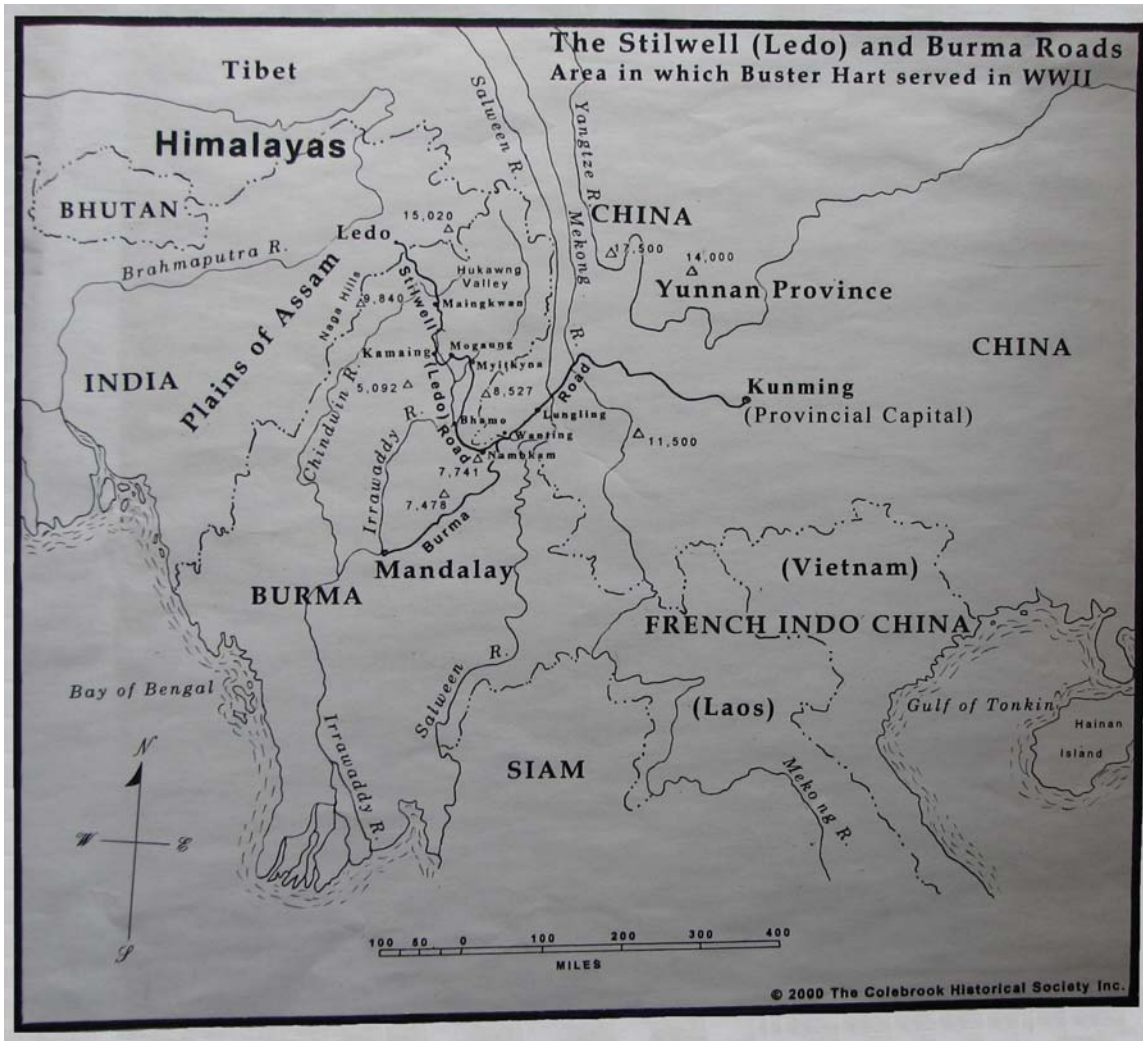 The Stilwell (Ledo) and Burma Roads
Area in which Buster Hart served in WWII
Tibet
Himalayas
BHUTAN
Salween R.
Yangtze R.
Mekong R.
CHINA
15,020
Ledo
17,500
14,000
Brahmaputra R.
Hukawng
Valley
Yunnan Province
Naga Hills
9,840
Stilwell (Ledo) Road
Maingkwan
Plains of Assam
CHINA
Kamaing
Mogaung
Myitkyna
INDIA
5,092
8,527
Road
Kunming
(Provincial Capital)
Chindwin R.
Irrawaddy R.
Bhamo
Lungling
Wanting
11,500
Nambkam
7,741
7,478
Burma
Mandalay
(Vietnam)
BURMA
FRENCH INDO CHINA
Bay of Bengal
Salween R.
(Laos)
Gulf of Tonkin
Hainan
Island
Irrawaddy R.
SIAM
Mekong R.
N
W E
S
100 50 0 100 200 300 400
MILES
© 2000 The Colebrook Historical Society Inc.